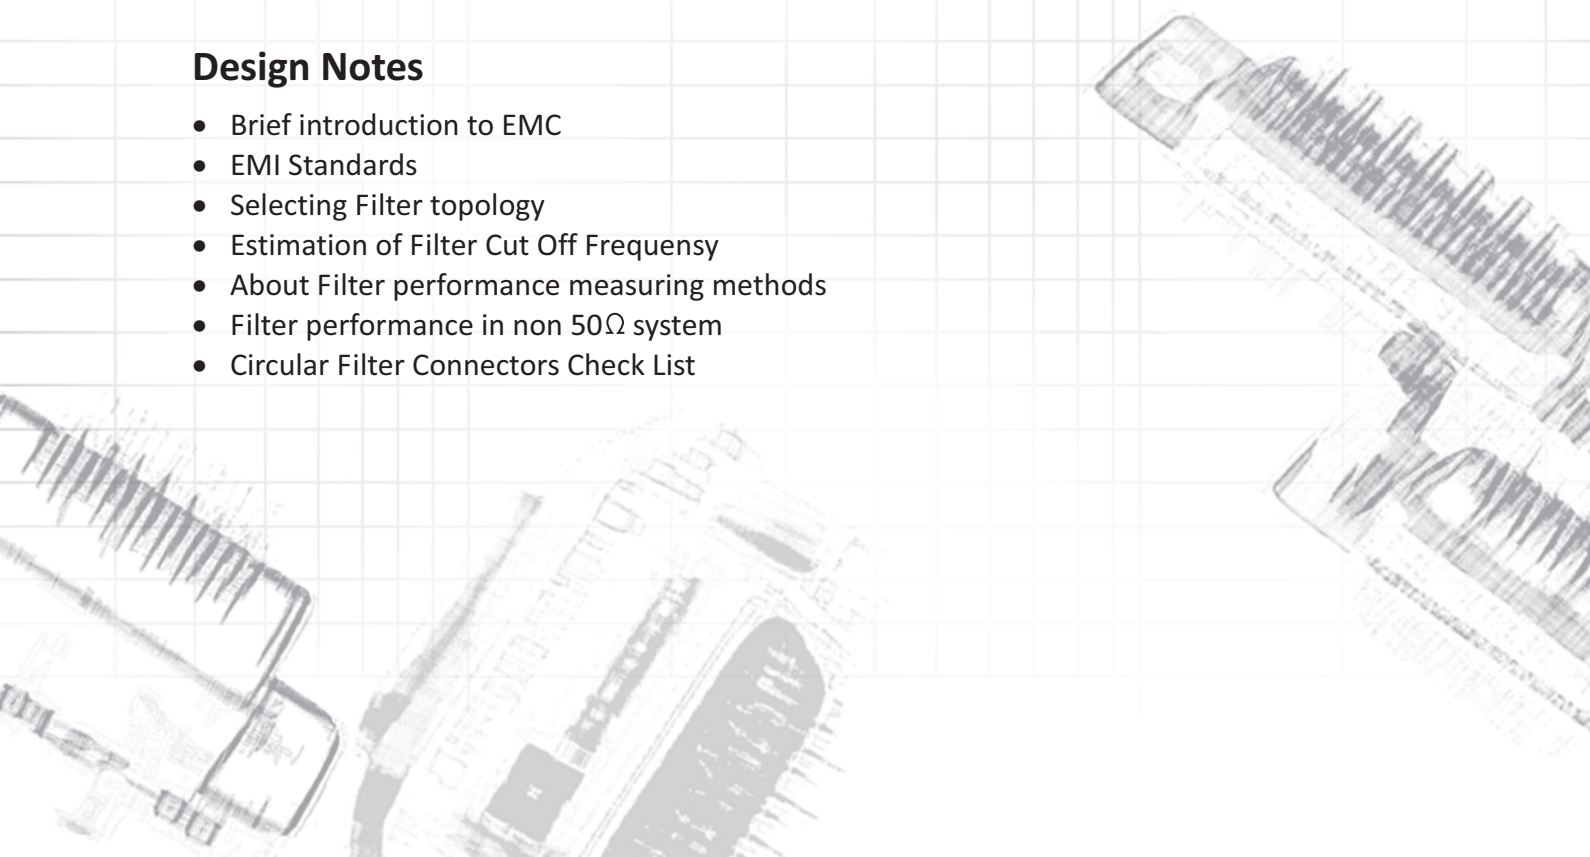 Design Notes
• Brief introduction to EMC
• EMI Standards
• Selecting Filter topology
• Estimation of Filter Cut Off Frequensy
• About Filter performance measuring methods
• Filter performance in non 50Ω system
• Circular Filter Connectors Check List